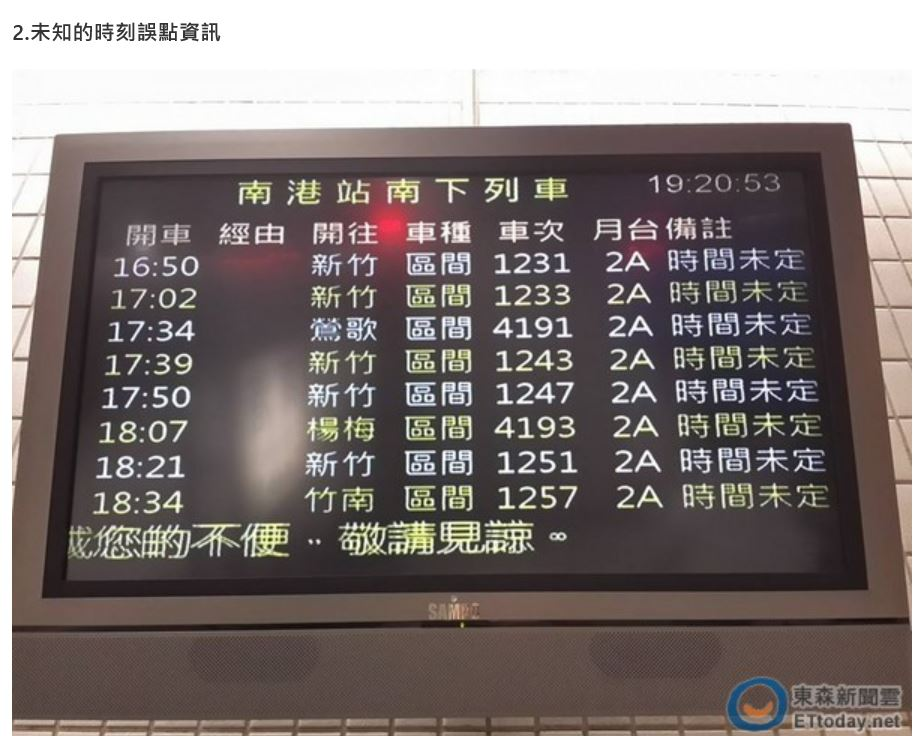 2.未知的時刻誤點資訊
南港站南下列車 19:20:53
開車 經由 開往 車種 車次 月台 備註
16:50 新竹 區間 1231 2A 時間未定
17:02 新竹 區間 1233 2A 時間未定
17:34 鶯歌 區間 4191 2A 時間未定
17:39 新竹 區間 1243 2A 時間未定
17:50 新竹 區間 1247 2A 時間未定
18:07 楊梅 區間 4193 2A 時間未定
18:21 新竹 區間 1251 2A 時間未定
18:34 竹南 區間 1257 2A 時間未定
成您的不便，敬請見諒。
SAMPO
東森新聞雲
ETtoday.net